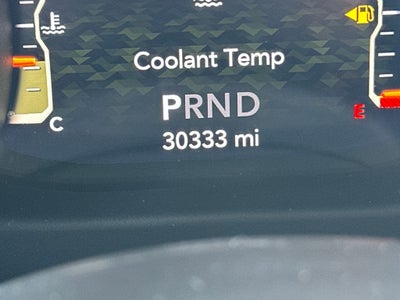 Coolant Temp
PRND
C
E
30333 mi